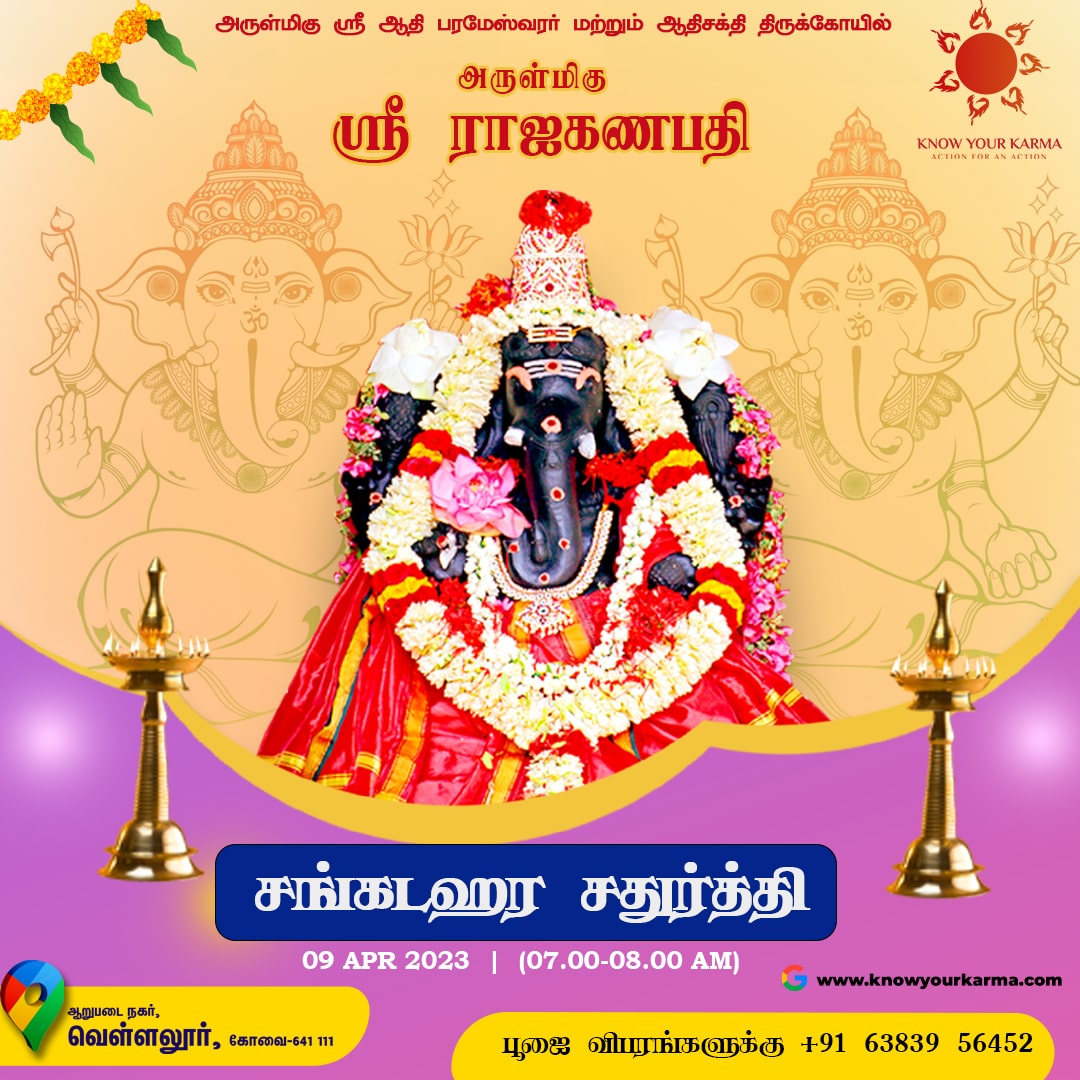 அருள்மிகு ஸ்ரீ ஆதி பரமேஸ்வரர் மற்றும் ஆதிசக்தி திருக்கோயில்
அருள்மிகு
ஸ்ரீ ராஜகணபதி
KNOW YOUR KARMA
ACTION FOR AN ACTION
சங்கடஹர சதுர்த்தி
09 APR 2023 | (07.00-08.00 AM)
www.knowyourkarma.com
ஆறுபடை நகர்,
வெள்ளலூர், கோவை-641 111
பூஜை விபரங்களுக்கு +91 63839 56452